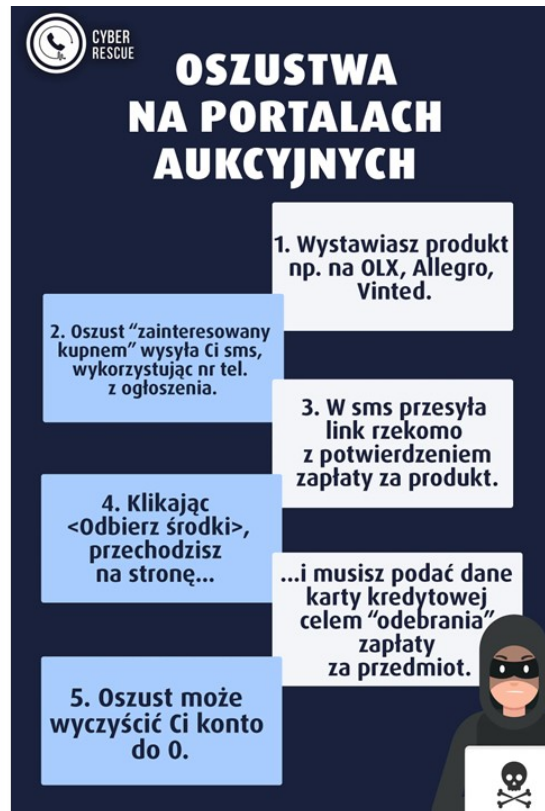 CYBER
RESCUE
OSZUSTWA
NA PORTALACH
AUKCYJNYCH
1. Wystawiasz produkt
np. na OLX, Allegro,
Vinted.
2. Oszust “zainteresowany
kupnem” wysyła Ci sms,
wykorzystując nr tel.
z ogłoszenia.
3. W sms przesyła
link rzekomo
z potwierdzeniem
zapłaty za produkt.
4. Klikając
<Odbierz środki>,
przechodzisz
na stronę...
...i musisz podać dane
karty kredytowej
celem “odebrania”
zapłaty
za przedmiot.
5. Oszust może
wyczyścić Ci konto
do 0.